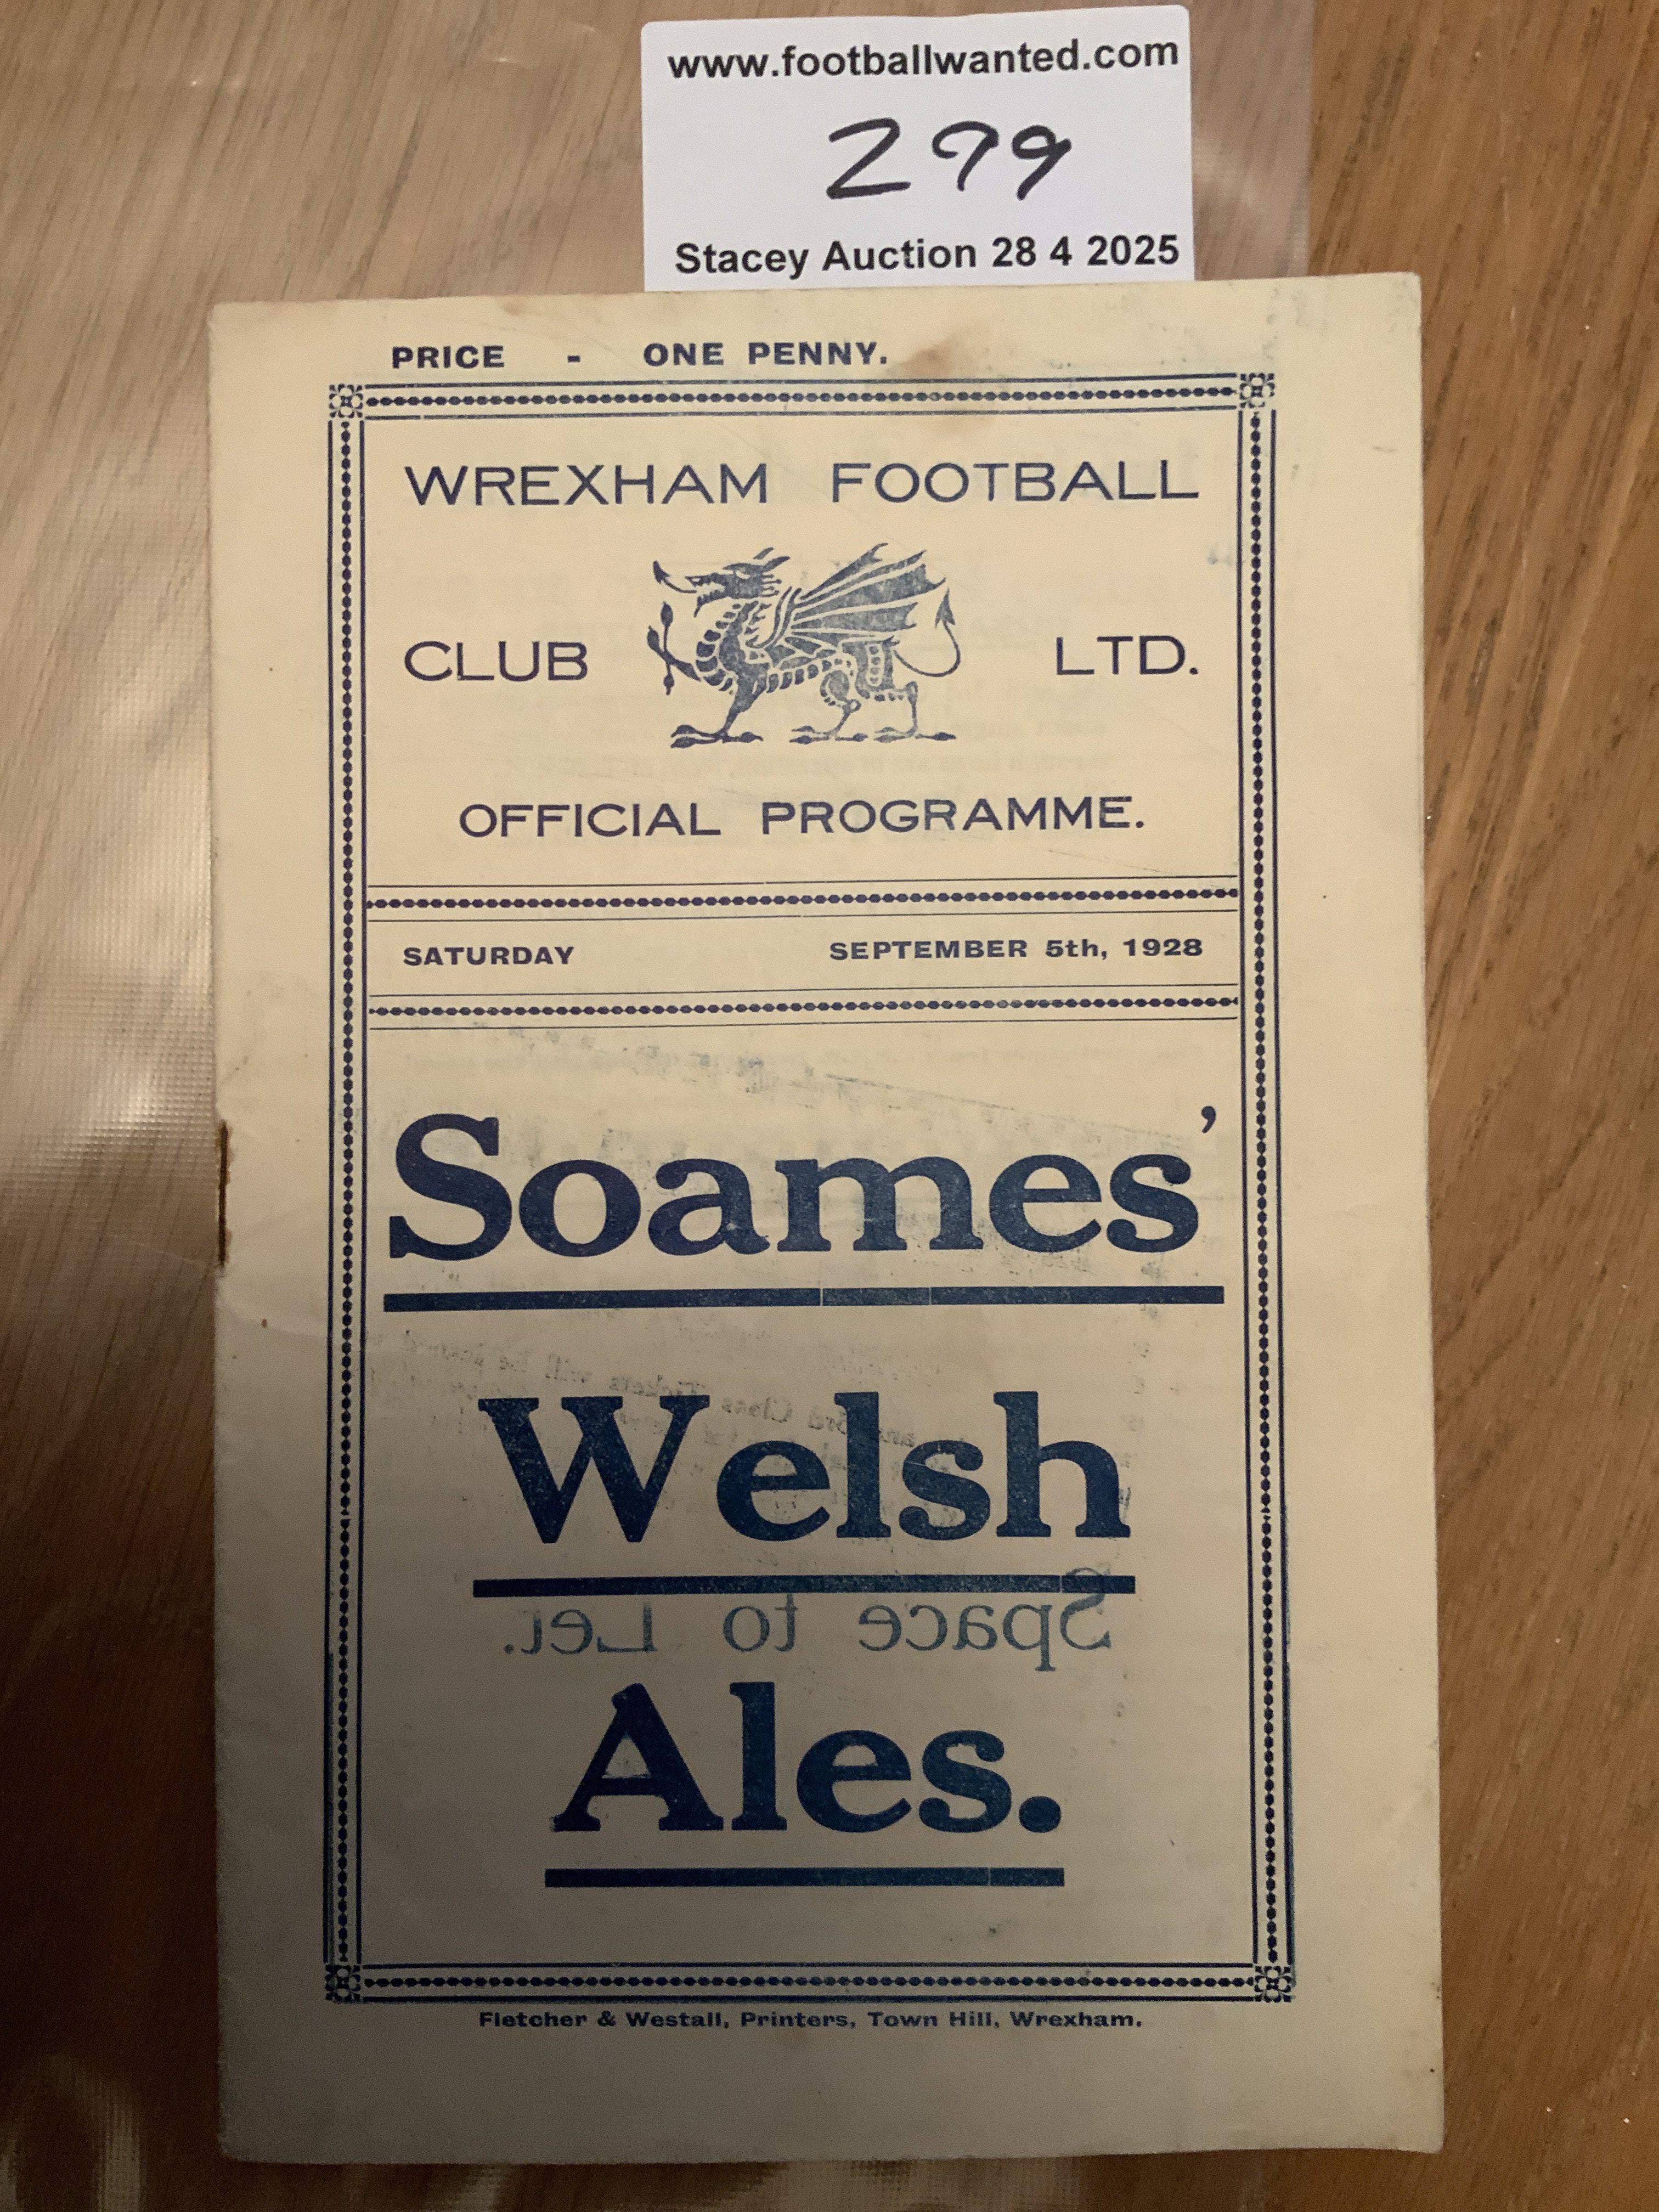 www.footballwanted.com
299
Stacey Auction 28 4 2025
PRICE - ONE PENNY.
WREXHAM FOOTBALL
CLUB LTD.
OFFICIAL PROGRAMME.
SATURDAY SEPTEMBER 5th, 1928
Soames'
Welsh
Space to Let.
Ales.
Fletcher & Westall, Printers, Town Hill, Wrexham.